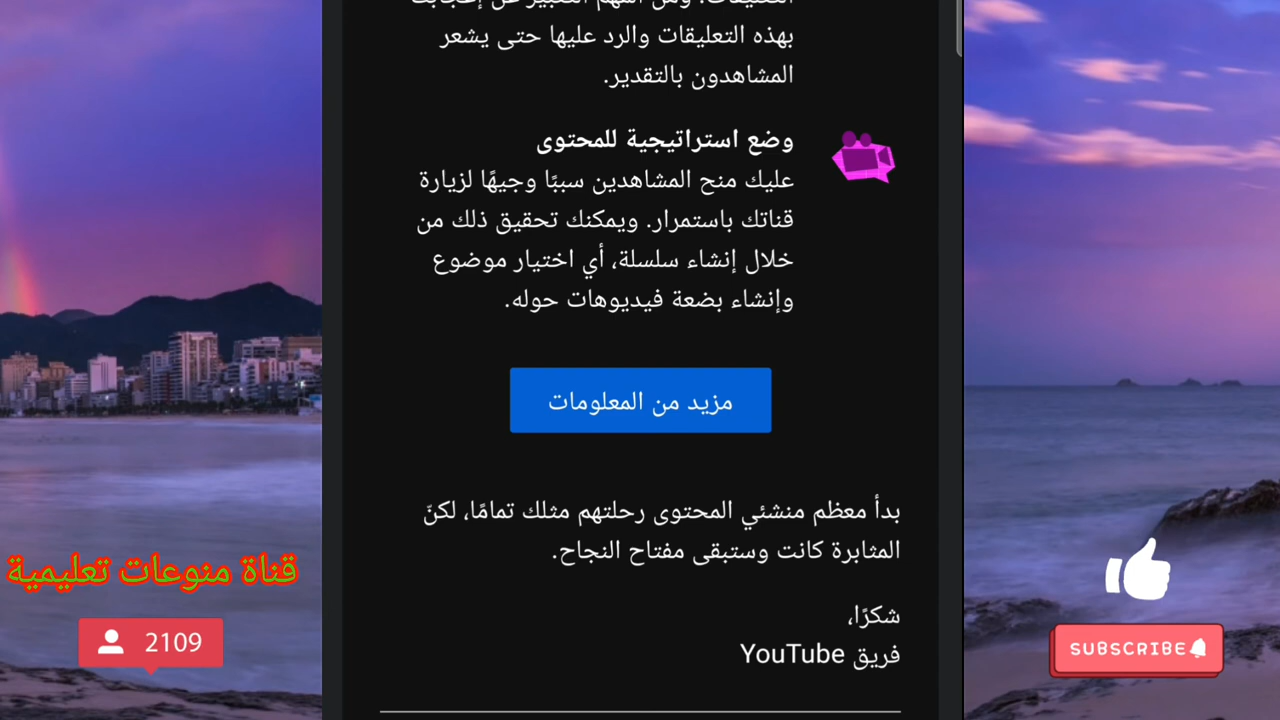 بهذه التعليقات والرد عليها حتى يشعر
المشاهدون بالتقدير.
وضع استراتيجية للمحتوى
عليك منح المشاهدين سببًا وجيهًا لزيارة
قناتك باستمرار. ويمكنك تحقيق ذلك من
خلال إنشاء سلسلة، أي اختيار موضوع
وإنشاء بضعة فيديوهات حوله.
مزيد من المعلومات
بدأ معظم منشئي المحتوى رحلتهم مثلك تمامًا، لكنّ
المثابرة كانت وستبقى مفتاح النجاح.
شكرًا،
فريق YouTube
قناة منوعات تعليمية
2109
SUBSCRIBE